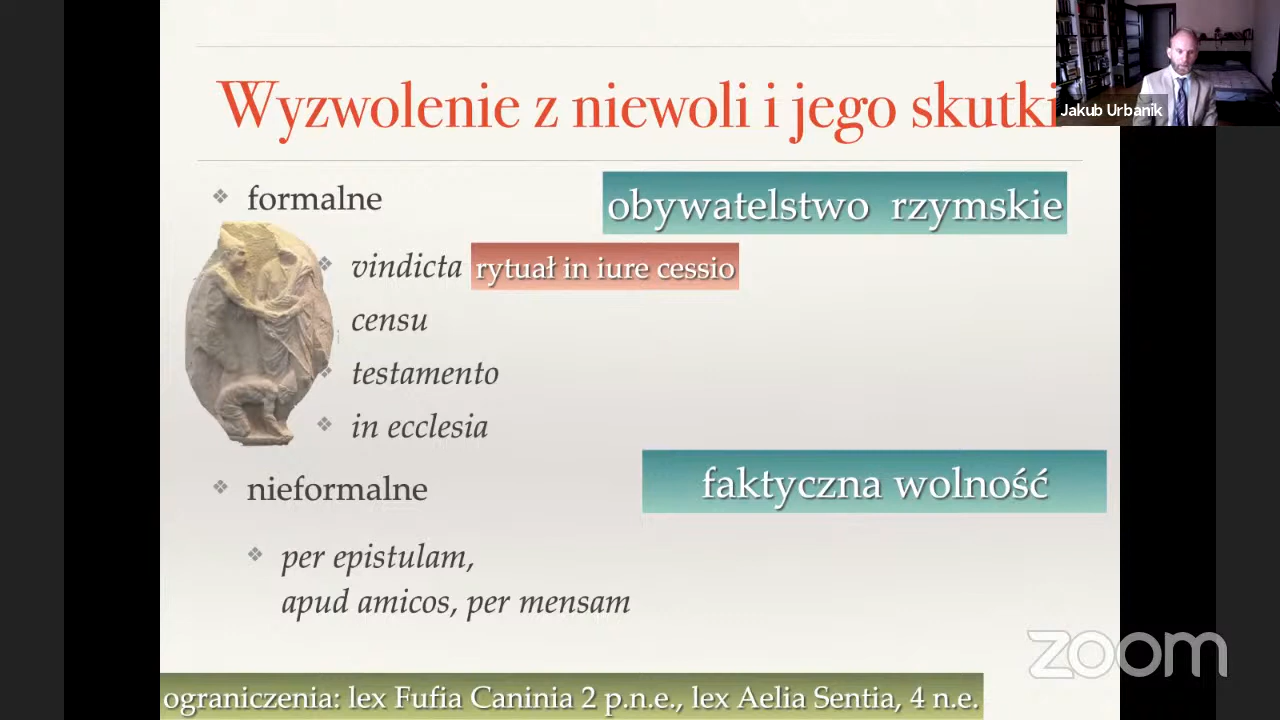 Wyzwolenie z niewoli i jego skutki
Jakub Urbanik
formalne
obywatelstwo rzymskie
vindicta
rytuał in iure cessio
censu
testamento
in ecclesia
nieformalne
faktyczna wolność
per epistulam,
apud amicos, per mensam
zoom
ograniczenia: lex Fufia Caninia 2 p.n.e., lex Aelia Sentia, 4 n.e.